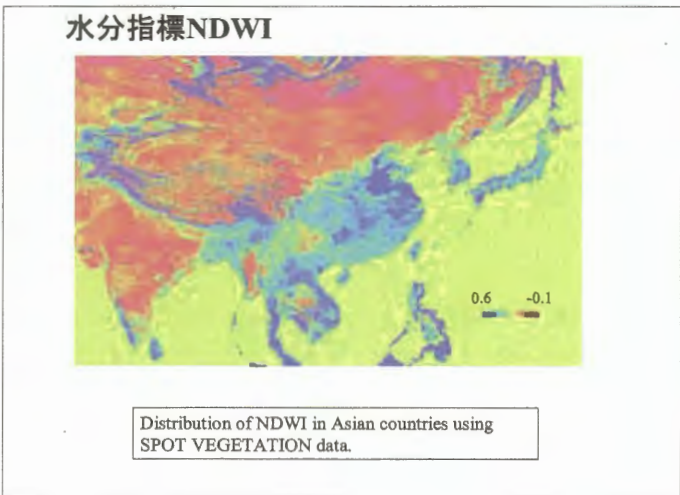 水分指標NDWI
0.6 -0.1
Distribution of NDWI in Asian countries using
SPOT VEGETATION data.